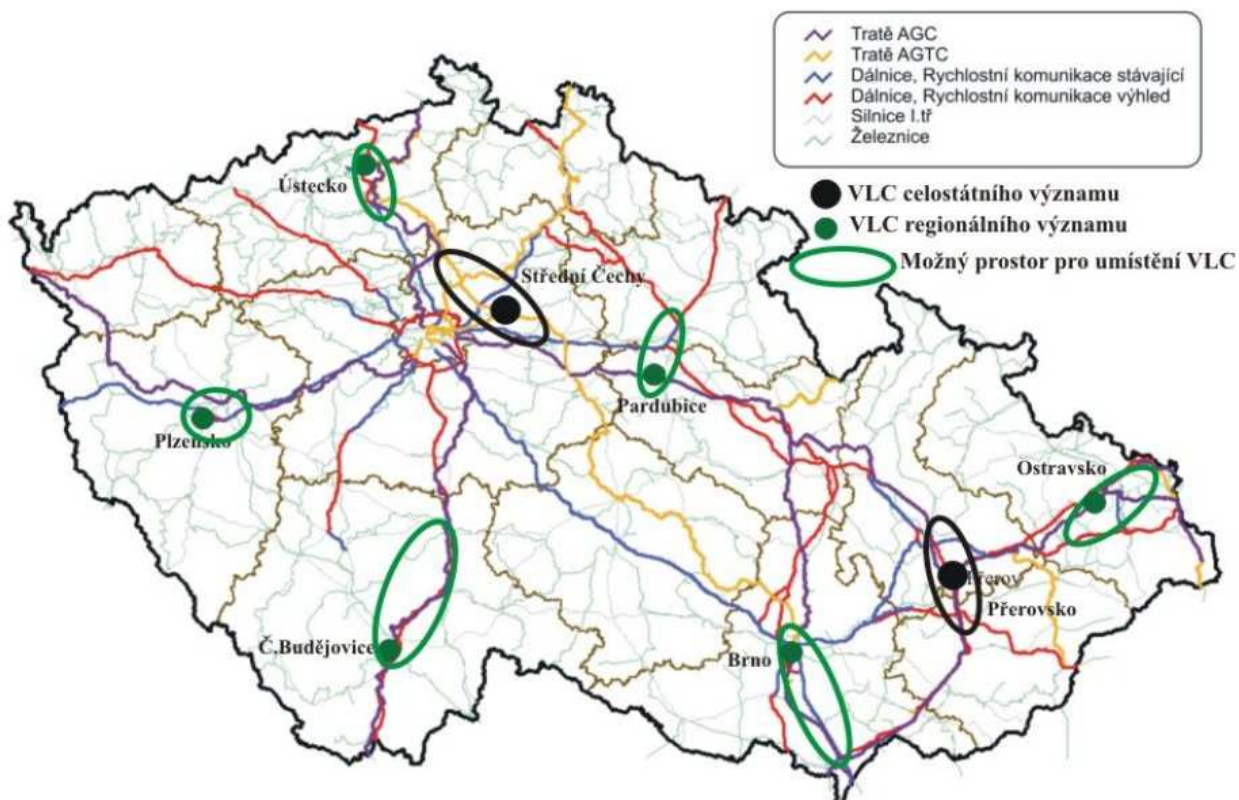 Tratě AGC
Tratě AGTC
Dálnice, Rychlostní komunikace stávající
Dálnice, Rychlostní komunikace výhled
Silnice I.tř
Železnice
VLC celostátního významu
VLC regionálního významu
Možný prostor pro umístění VLC
Ústecko
Střední Čechy
Pardubice
Plzeňsko
Ostravsko
Přerov
Přerovsko
Č.Budějovice
Brno